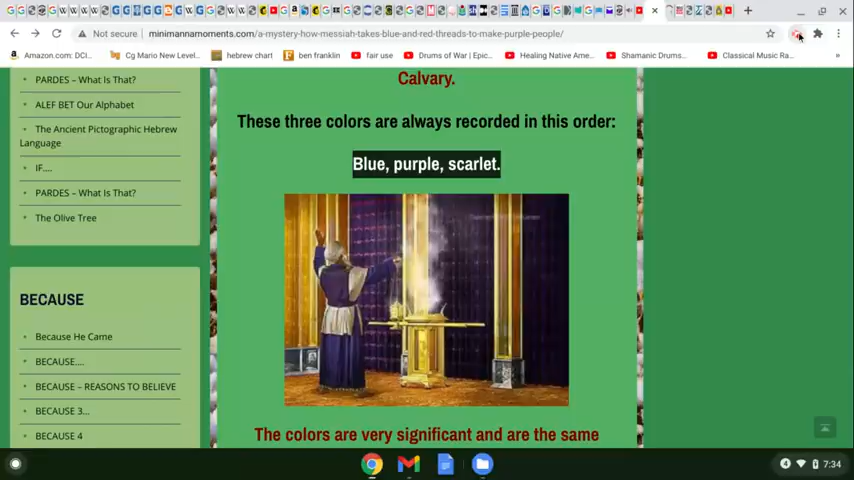 Not secure
minimannamoments.com/a-mystery-how-messiah-takes-blue-and-red-threads-to-make-purple-people/
Amazon.com: DCI...
Cg Mario New Level...
hebrew chart
ben franklin
fair use
Drums of War | Epic...
Healing Native Ame...
Shamanic Drums...
Classical Music Ra...
»
PARDES – What Is That?
ALEF BET Our Alphabet
The Ancient Pictographic Hebrew
Language
IF....
PARDES – What Is That?
The Olive Tree
BECAUSE
Because He Came
BECAUSE....
BECAUSE – REASONS TO BELIEVE
BECAUSE 3...
BECAUSE 4
Calvary.
These three colors are always recorded in this order:
Blue, purple, scarlet.
The colors are very significant and are the same
4
7:34